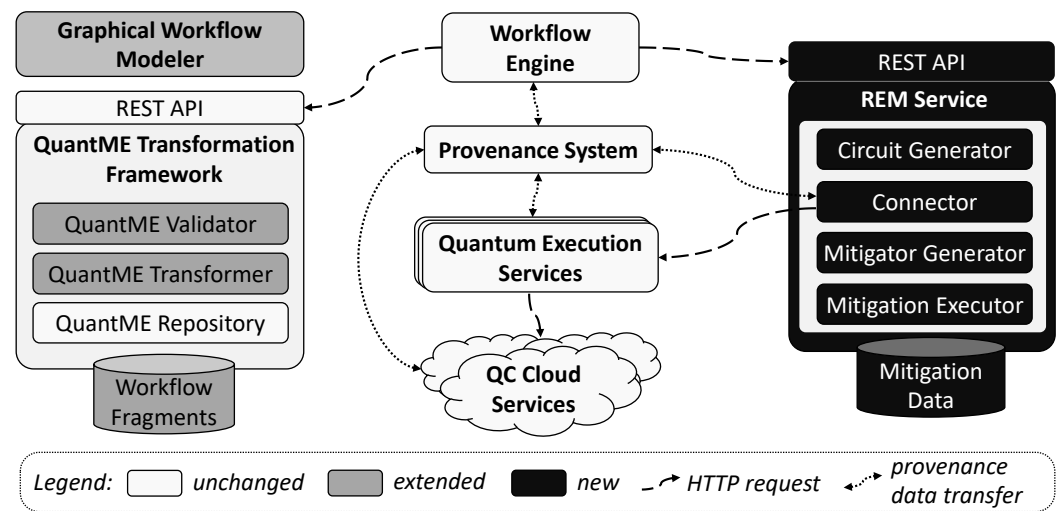 Graphical Workflow
Modeler
REST API
QuantME Transformation
Framework
QuantME Validator
QuantME Transformer
QuantME Repository
Workflow
Fragments
Workflow
Engine
Provenance System
Quantum Execution
Services
QC Cloud
Services
REST API
REM Service
Circuit Generator
Connector
Mitigator Generator
Mitigation Executor
Mitigation
Data
Legend: unchanged extended new HTTP request provenance
data transfer